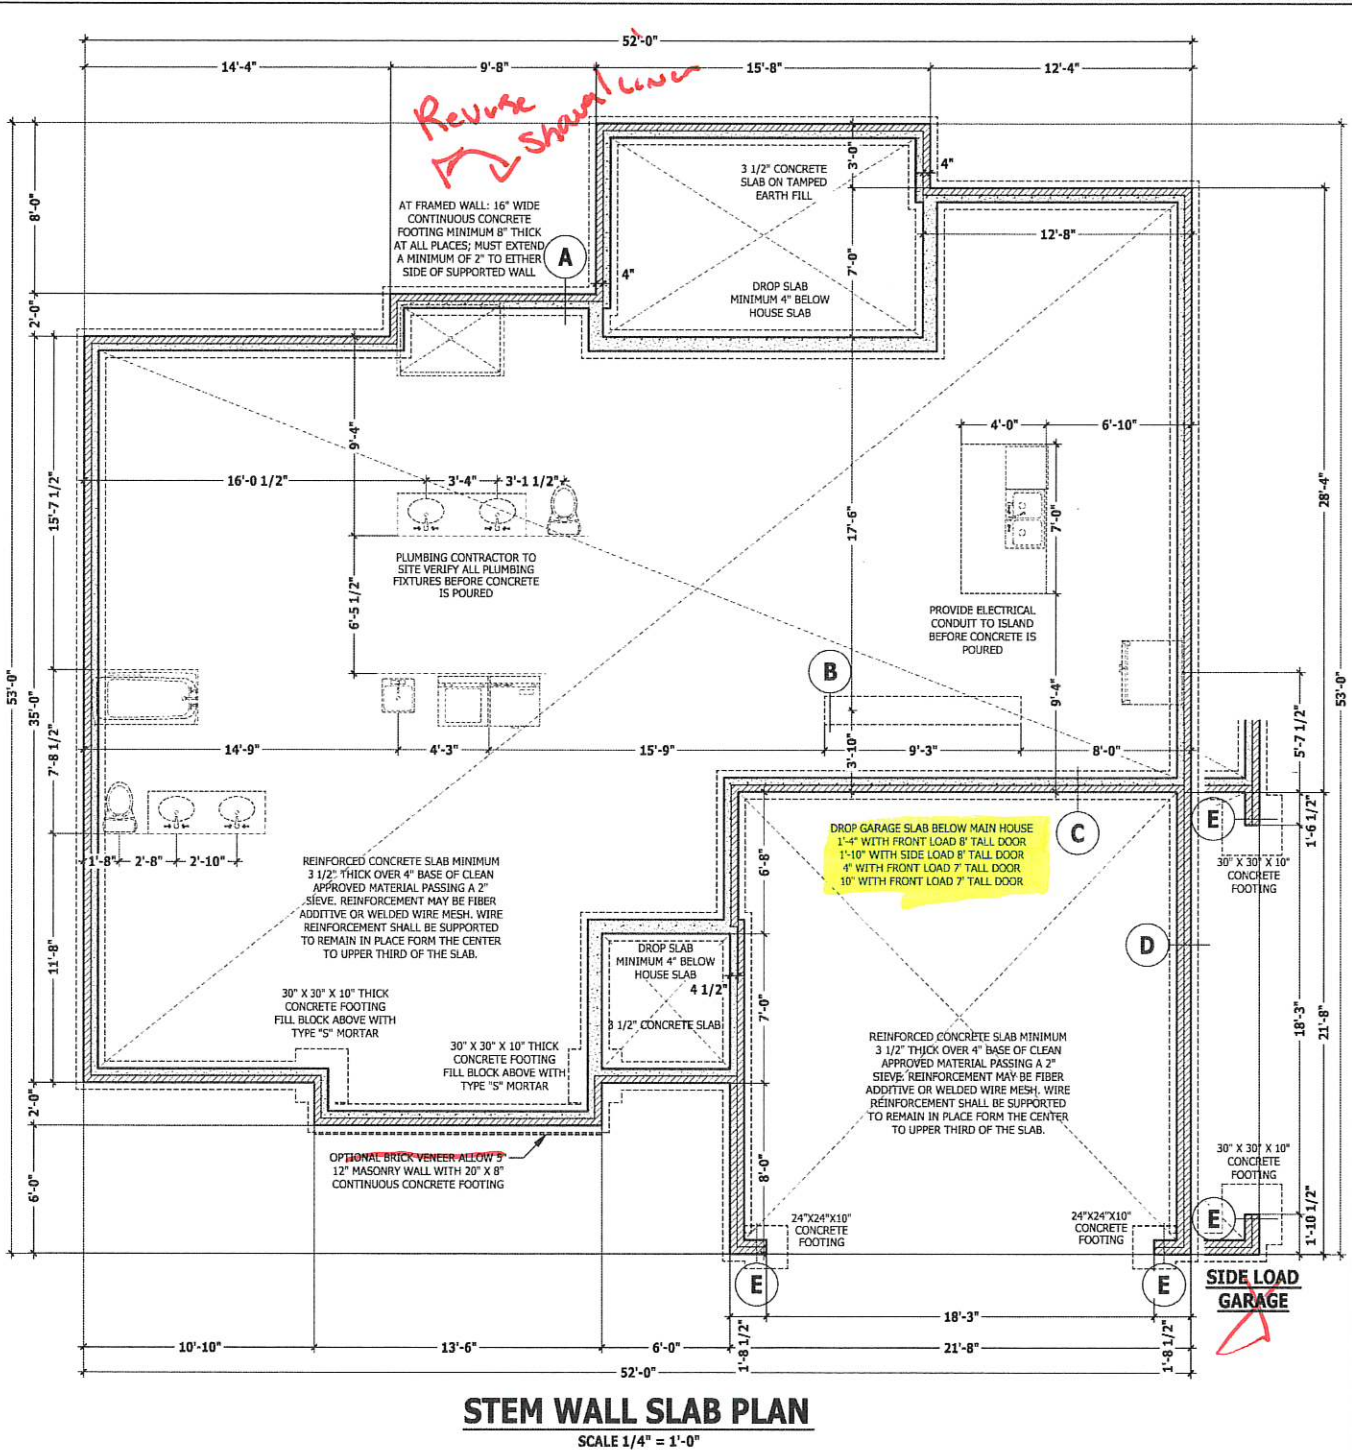 52'-0"
14'-4"
9'-8"
15'-8"
12'-4"
Reverse
Shower/Linen
3'-0"
4"
3 1/2" CONCRETE
SLAB ON TAMPED
EARTH FILL
8'-0"
AT FRAMED WALL: 16" WIDE
CONTINUOUS CONCRETE
FOOTING MINIMUM 8" THICK
AT ALL PLACES; MUST EXTEND
A MINIMUM OF 2" TO EITHER
SIDE OF SUPPORTED WALL
A
12'-8"
7'-0"
4"
DROP SLAB
MINIMUM 4" BELOW
HOUSE SLAB
2'-0"
9'-4"
4'-0"
6'-10"
16'-0 1/2"
3'-4"
3'-1 1/2"
15'-7 1/2"
17'-6"
7'-0"
28'-4"
PLUMBING CONTRACTOR TO
SITE VERIFY ALL PLUMBING
FIXTURES BEFORE CONCRETE
IS POURED
6'-5 1/2"
PROVIDE ELECTRICAL
CONDUIT TO ISLAND
BEFORE CONCRETE IS
POURED
53'-0"
35'-0"
B
9'-4"
53'-0"
7'-8 1/2"
14'-9"
4'-3"
15'-9"
3'-10"
9'-3"
8'-0"
5'-7 1/2"
E
1'-6 1/2"
C
DROP GARAGE SLAB BELOW MAIN HOUSE
1'-4" WITH FRONT LOAD 8' TALL DOOR
1'-10" WITH SIDE LOAD 8' TALL DOOR
4" WITH FRONT LOAD 7' TALL DOOR
10" WITH FRONT LOAD 7' TALL DOOR
6'-8"
30" X 30" X 10"
CONCRETE
FOOTING
1'-8"
2'-8"
2'-10"
REINFORCED CONCRETE SLAB MINIMUM
3 1/2" THICK OVER 4" BASE OF CLEAN
APPROVED MATERIAL PASSING A 2"
SIEVE. REINFORCEMENT MAY BE FIBER
ADDITIVE OR WELDED WIRE MESH. WIRE
REINFORCEMENT SHALL BE SUPPORTED
TO REMAIN IN PLACE FORM THE CENTER
TO UPPER THIRD OF THE SLAB.
11'-8"
D
DROP SLAB
MINIMUM 4" BELOW
HOUSE SLAB
4 1/2"
3 1/2" CONCRETE SLAB
7'-0"
30" X 30" X 10" THICK
CONCRETE FOOTING
FILL BLOCK ABOVE WITH
TYPE "S" MORTAR
30" X 30" X 10" THICK
CONCRETE FOOTING
FILL BLOCK ABOVE WITH
TYPE "S" MORTAR
18'-3"
21'-8"
REINFORCED CONCRETE SLAB MINIMUM
3 1/2" THICK OVER 4" BASE OF CLEAN
APPROVED MATERIAL PASSING A 2"
SIEVE. REINFORCEMENT MAY BE FIBER
ADDITIVE OR WELDED WIRE MESH. WIRE
REINFORCEMENT SHALL BE SUPPORTED
TO REMAIN IN PLACE FORM THE CENTER
TO UPPER THIRD OF THE SLAB.
2'-0"
OPTIONAL BRICK VENEER ALLOW 5"
12" MASONRY WALL WITH 20" X 8"
CONTINUOUS CONCRETE FOOTING
6'-0"
8'-0"
30" X 30" X 10"
CONCRETE
FOOTING
24"X24"X10"
CONCRETE
FOOTING
24"X24"X10"
CONCRETE
FOOTING
E
1'-10 1/2"
E
E
SIDE LOAD
GARAGE
18'-3"
1'-8 1/2"
1'-8 1/2"
10'-10"
13'-6"
6'-0"
21'-8"
52'-0"
STEM WALL SLAB PLAN
SCALE 1/4" = 1'-0"